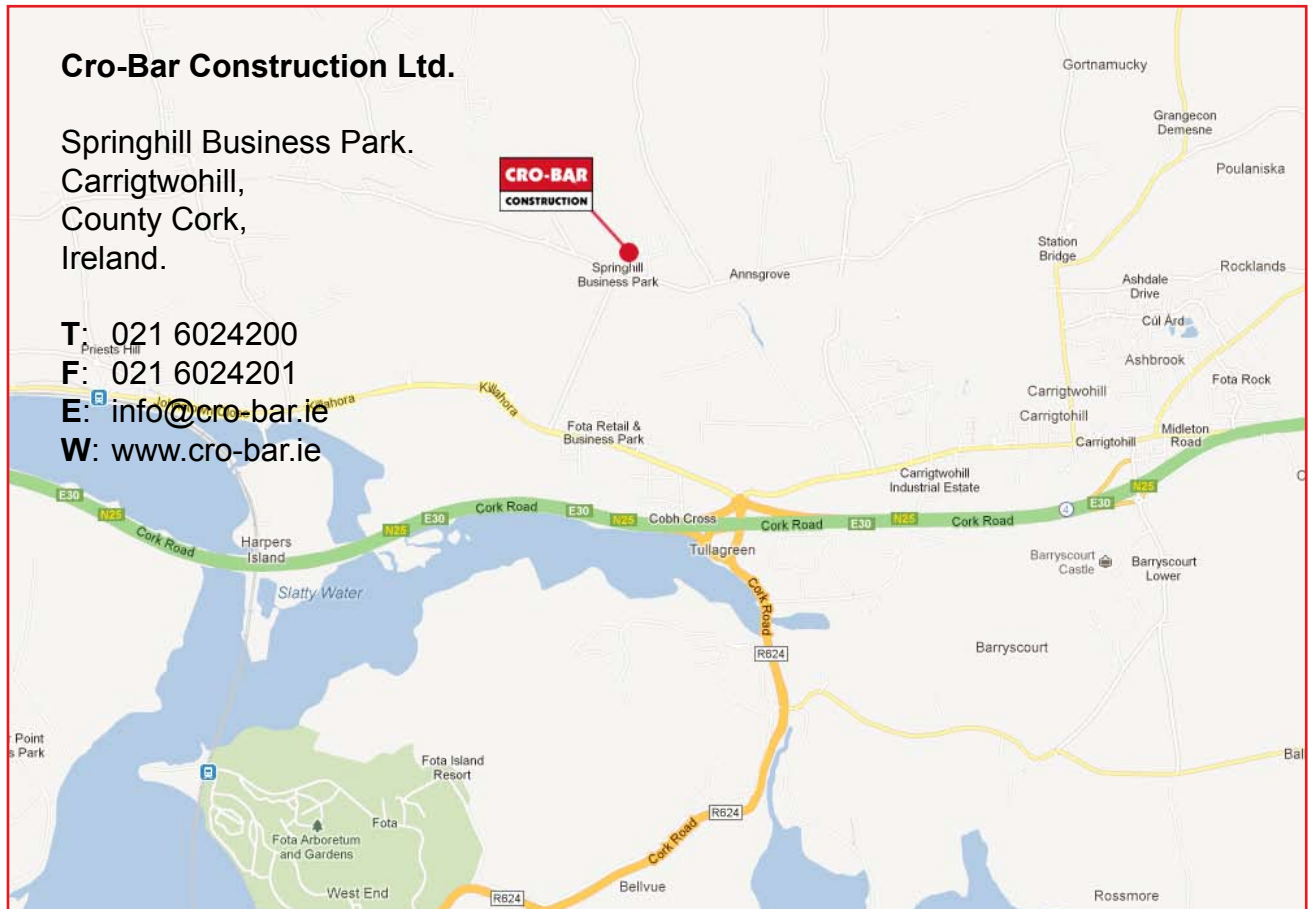 Cro-Bar Construction Ltd.
Springhill Business Park.
Carrigtwohill,
County Cork,
Ireland.
T: 021 6024200
F: 021 6024201
E: info@cro-bar.ie
W: www.cro-bar.ie
CRO-BAR
CONSTRUCTION
Springhill
Business Park
Annsgrove
Gortnamucky
Grangecon
Demesne
Poulaniska
Station
Bridge
Rocklands
Ashdale
Drive
Cúl Árd
Ashbrook
Fota Rock
Priests Hill
Killahora
Killahora
Fota Retail &
Business Park
Carrigtwohill
Carrigtohill
Carrigtohill
Midleton
Road
Carrigtwohill
Industrial Estate
E30
N25
Cork Road
Harpers
Island
N25
E30
Cork Road
E30
N25
Cobh Cross
Cork Road
E30
N25
Cork Road
4
E30
N25
Tullagreen
Slatty Water
Barryscourt
Castle
Barryscourt
Lower
Cork Road
R624
Barryscourt
Point
s Park
Fota Island
Resort
Bal
Fota
Fota Arboretum
and Gardens
R624
Cork Road
West End
R624
Bellvue
Rossmore